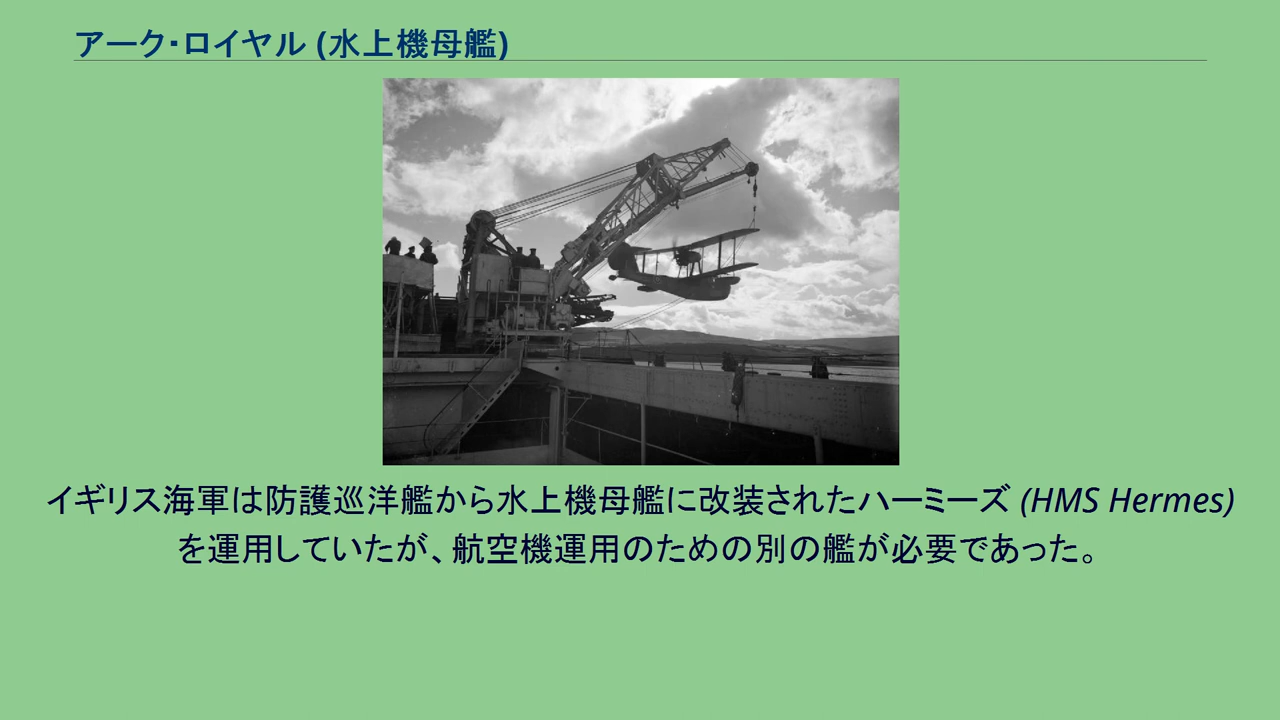 アーク・ロイヤル (水上機母艦)
イギリス海軍は防護巡洋艦から水上機母艦に改装されたハーミーズ (HMS Hermes)
を運用していたが、航空機運用のための別の艦が必要であった。